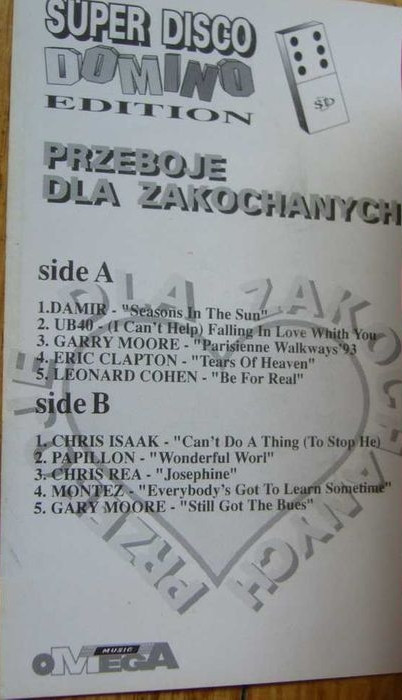 SUPER DISCO
DOMINO
EDITION
SD
PRZEBOJE
DLA ZAKOCHANYCH
side A
1.DAMIR - "Seasons In The Sun"
2. UB40 - (I Can't Help) Falling In Love Whith You
3. GARRY MOORE - "Parisienne Walkways'93
4. ERIC CLAPTON - "Tears Of Heaven"
5. LEONARD COHEN - "Be For Real"
side B
1. CHRIS ISAAK - "Can't Do A Thing (To Stop He)
2. PAPILLON - "Wonderful Worl"
3. CHRIS REA - "Josephine"
4. MONTEZ - "Everybody's Got To Learn Sometime"
5. GARY MOORE - "Still Got The Bues"
PRZEBOJE DLA ZAKOCHANYCH
OMEGA MUSIC